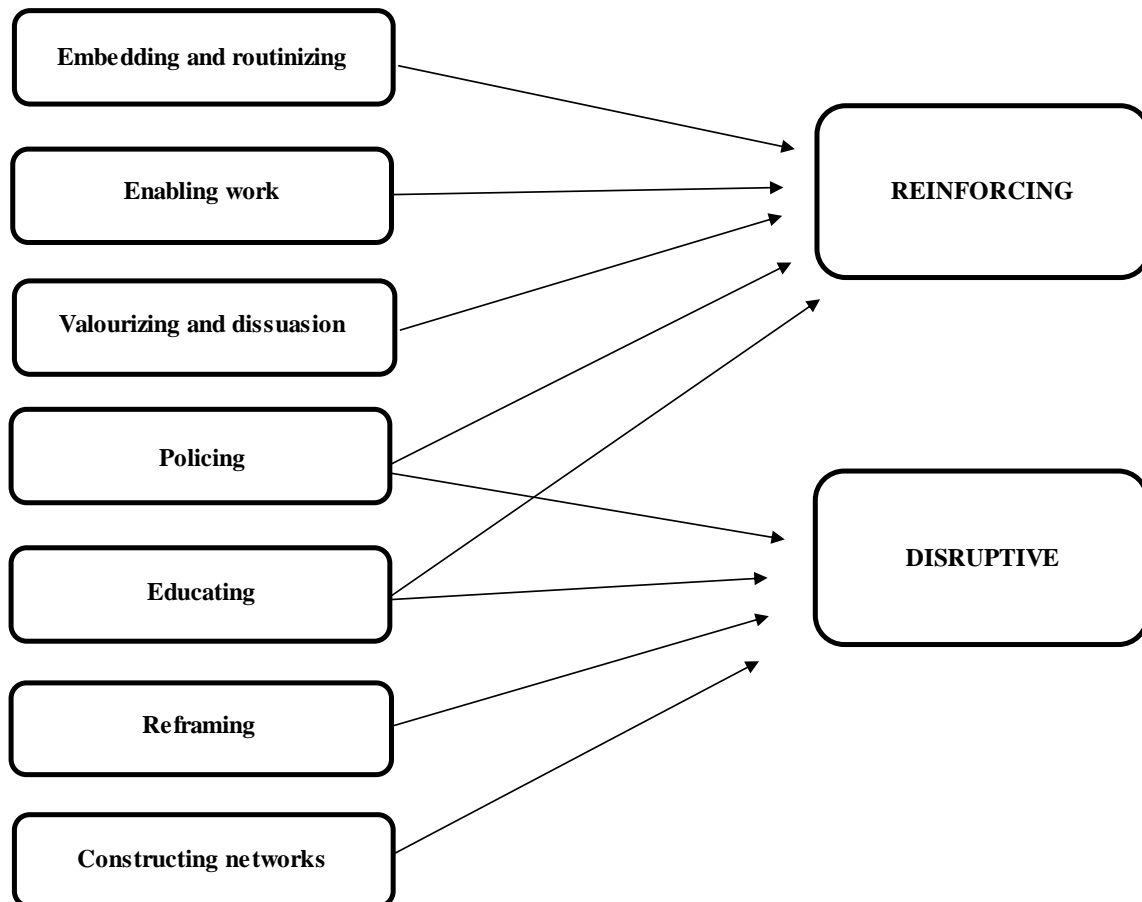 Embedding and routinizing
Enabling work
Valourizing and dissuasion
Policing
Educating
Reframing
Constructing networks
REINFORCING
DISRUPTIVE